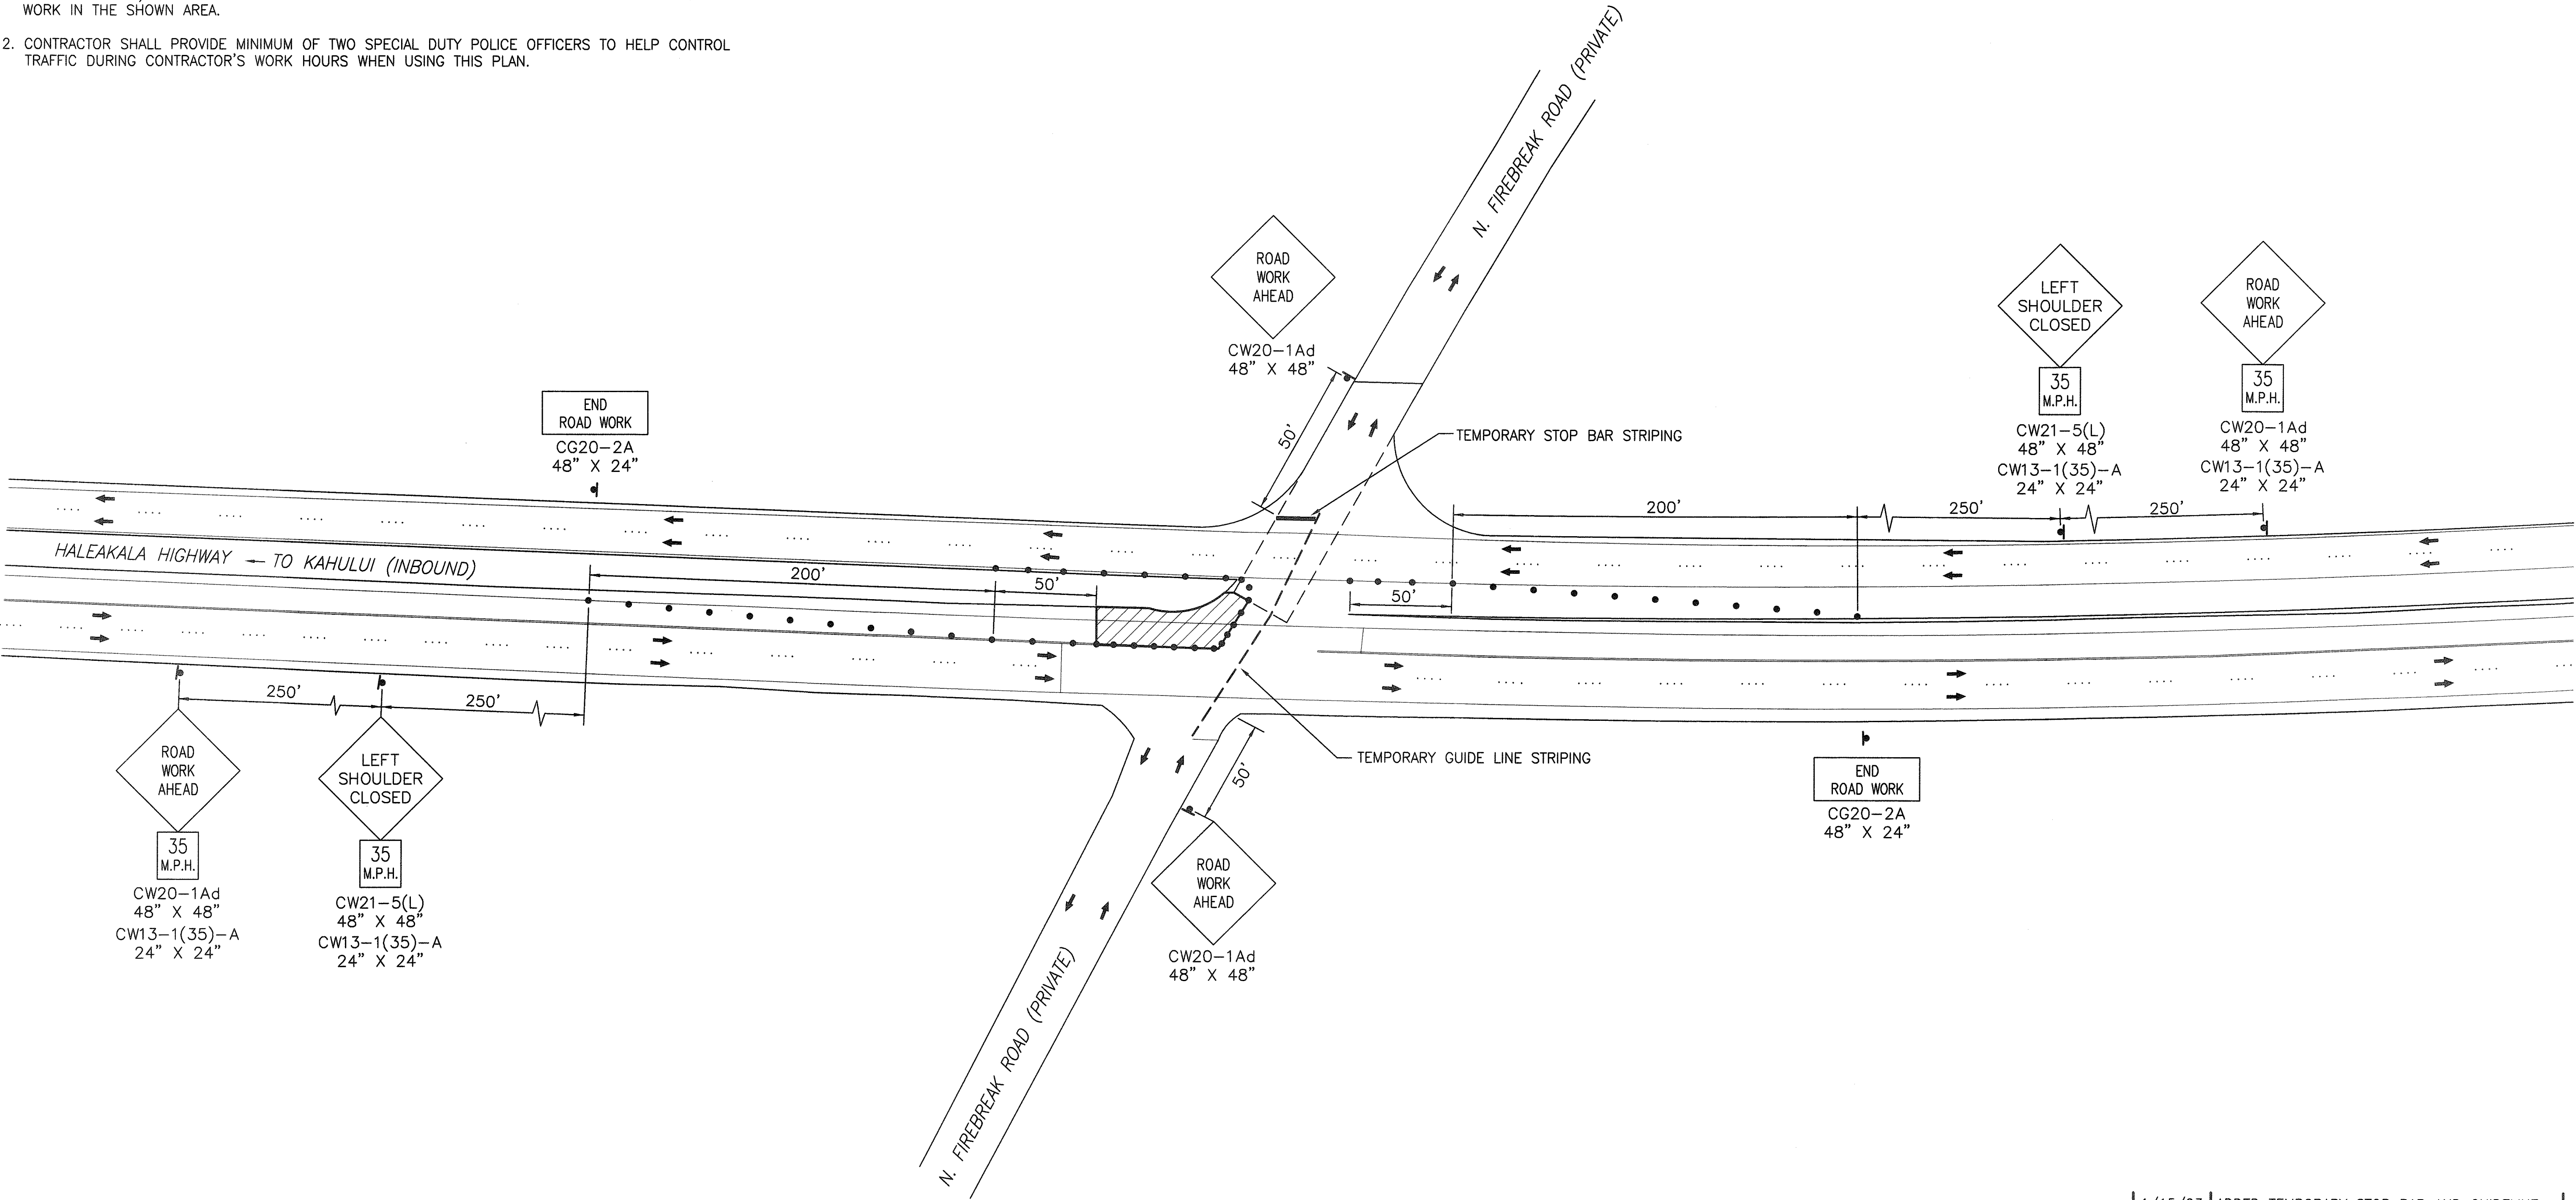 WORK IN THE SHOWN AREA.
2. CONTRACTOR SHALL PROVIDE MINIMUM OF TWO SPECIAL DUTY POLICE OFFICERS TO HELP CONTROL
TRAFFIC DURING CONTRACTOR'S WORK HOURS WHEN USING THIS PLAN.
N. FIREBREAK ROAD (PRIVATE)
ROAD
WORK
AHEAD
CW20-1Ad
48" X 48"
50'
TEMPORARY STOP BAR STRIPING
LEFT
SHOULDER
CLOSED
35
M.P.H.
CW21-5(L)
48" X 48"
CW13-1(35)-A
24" X 24"
ROAD
WORK
AHEAD
35
M.P.H.
CW20-1Ad
48" X 48"
CW13-1(35)-A
24" X 24"
END
ROAD WORK
CG20-2A
48" X 24"
200'
250'
250'
HALEAKALA HIGHWAY ← TO KAHULUI (INBOUND)
200'
50'
50'
250'
250'
ROAD
WORK
AHEAD
35
M.P.H.
CW20-1Ad
48" X 48"
CW13-1(35)-A
24" X 24"
LEFT
SHOULDER
CLOSED
35
M.P.H.
CW21-5(L)
48" X 48"
CW13-1(35)-A
24" X 24"
TEMPORARY GUIDE LINE STRIPING
50'
ROAD
WORK
AHEAD
CW20-1Ad
48" X 48"
END
ROAD WORK
CG20-2A
48" X 24"
N. FIREBREAK ROAD (PRIVATE)